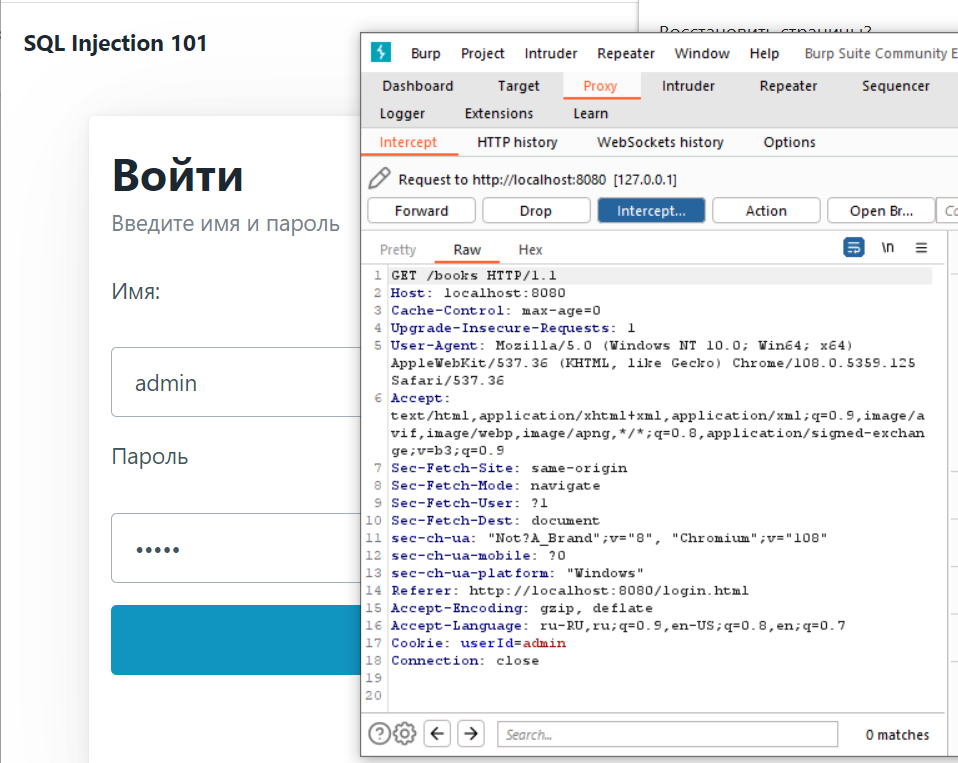 SQL Injection 101
Войти
Введите имя и пароль
Имя:
admin
Пароль
•••••
Burp Project Intruder Repeater Window Help Burp Suite Community E
Dashboard Target Proxy Intruder Repeater Sequencer
Logger Extensions Learn
Intercept HTTP history WebSockets history Options
Request to http://localhost:8080 [127.0.0.1]
Forward Drop Intercept... Action Open Br... Co
Pretty Raw Hex \n
1 GET /books HTTP/1.1
2 Host: localhost:8080
3 Cache-Control: max-age=0
4 Upgrade-Insecure-Requests: 1
5 User-Agent: Mozilla/5.0 (Windows NT 10.0; Win64; x64)
AppleWebKit/537.36 (KHTML, like Gecko) Chrome/108.0.5359.125
Safari/537.36
6 Accept:
text/html,application/xhtml+xml,application/xml;q=0.9,image/a
vif,image/webp,image/apng,*/*;q=0.8,application/signed-exchan
ge;v=b3;q=0.9
7 Sec-Fetch-Site: same-origin
8 Sec-Fetch-Mode: navigate
9 Sec-Fetch-User: ?1
10 Sec-Fetch-Dest: document
11 sec-ch-ua: "Not?A_Brand";v="8", "Chromium";v="108"
12 sec-ch-ua-mobile: ?0
13 sec-ch-ua-platform: "Windows"
14 Referer: http://localhost:8080/login.html
15 Accept-Encoding: gzip, deflate
16 Accept-Language: ru-RU,ru;q=0.9,en-US;q=0.8,en;q=0.7
17 Cookie: userId=admin
18 Connection: close
19
20
Search...
0 matches